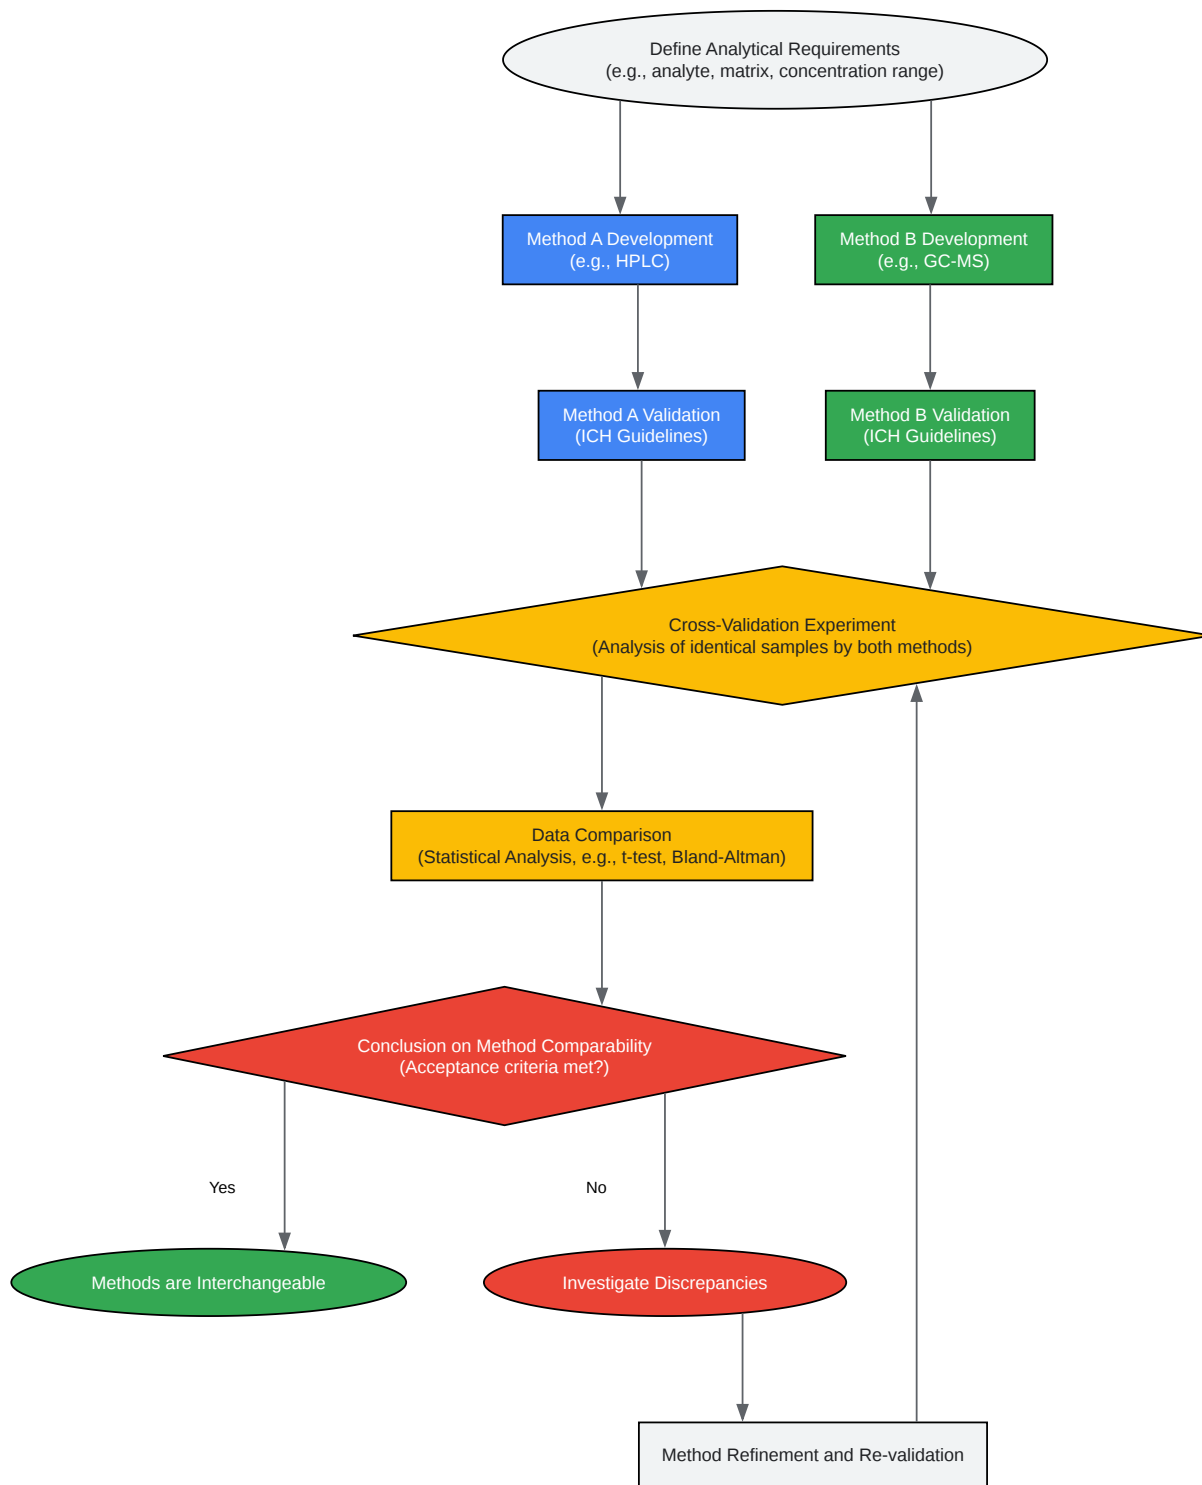 Define Analytical Requirements
(e.g., analyte, matrix, concentration range)
Method A Development
(e.g., HPLC)
Method B Development
(e.g., GC-MS)
Method A Validation
(ICH Guidelines)
Method B Validation
(ICH Guidelines)
Cross-Validation Experiment
(Analysis of identical samples by both methods)
Data Comparison
(Statistical Analysis, e.g., t-test, Bland-Altman)
Conclusion on Method Comparability
(Acceptance criteria met?)
Yes
No
Methods are Interchangeable
Investigate Discrepancies
Method Refinement and Re-validation